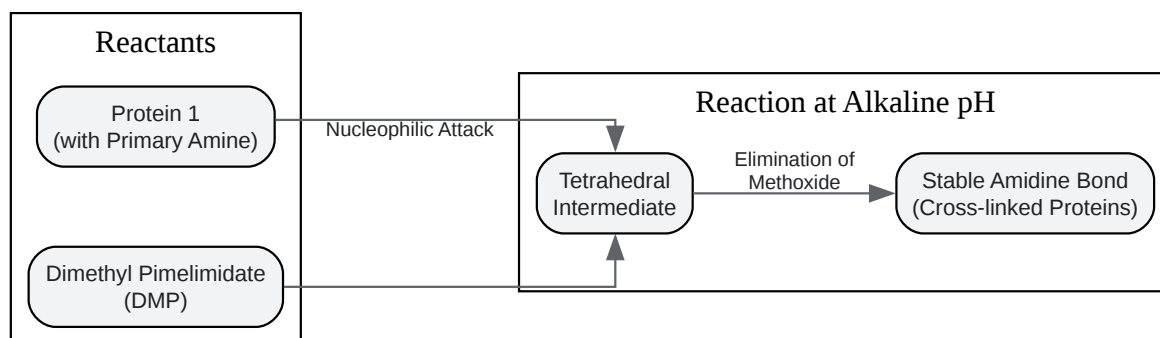 Reactants
Protein 1
(with Primary Amine)
Nucleophilic Attack
Dimethyl Pimelimidate
(DMP)
Reaction at Alkaline pH
Tetrahedral
Intermediate
Elimination of
Methoxide
Stable Amidine Bond
(Cross-linked Proteins)